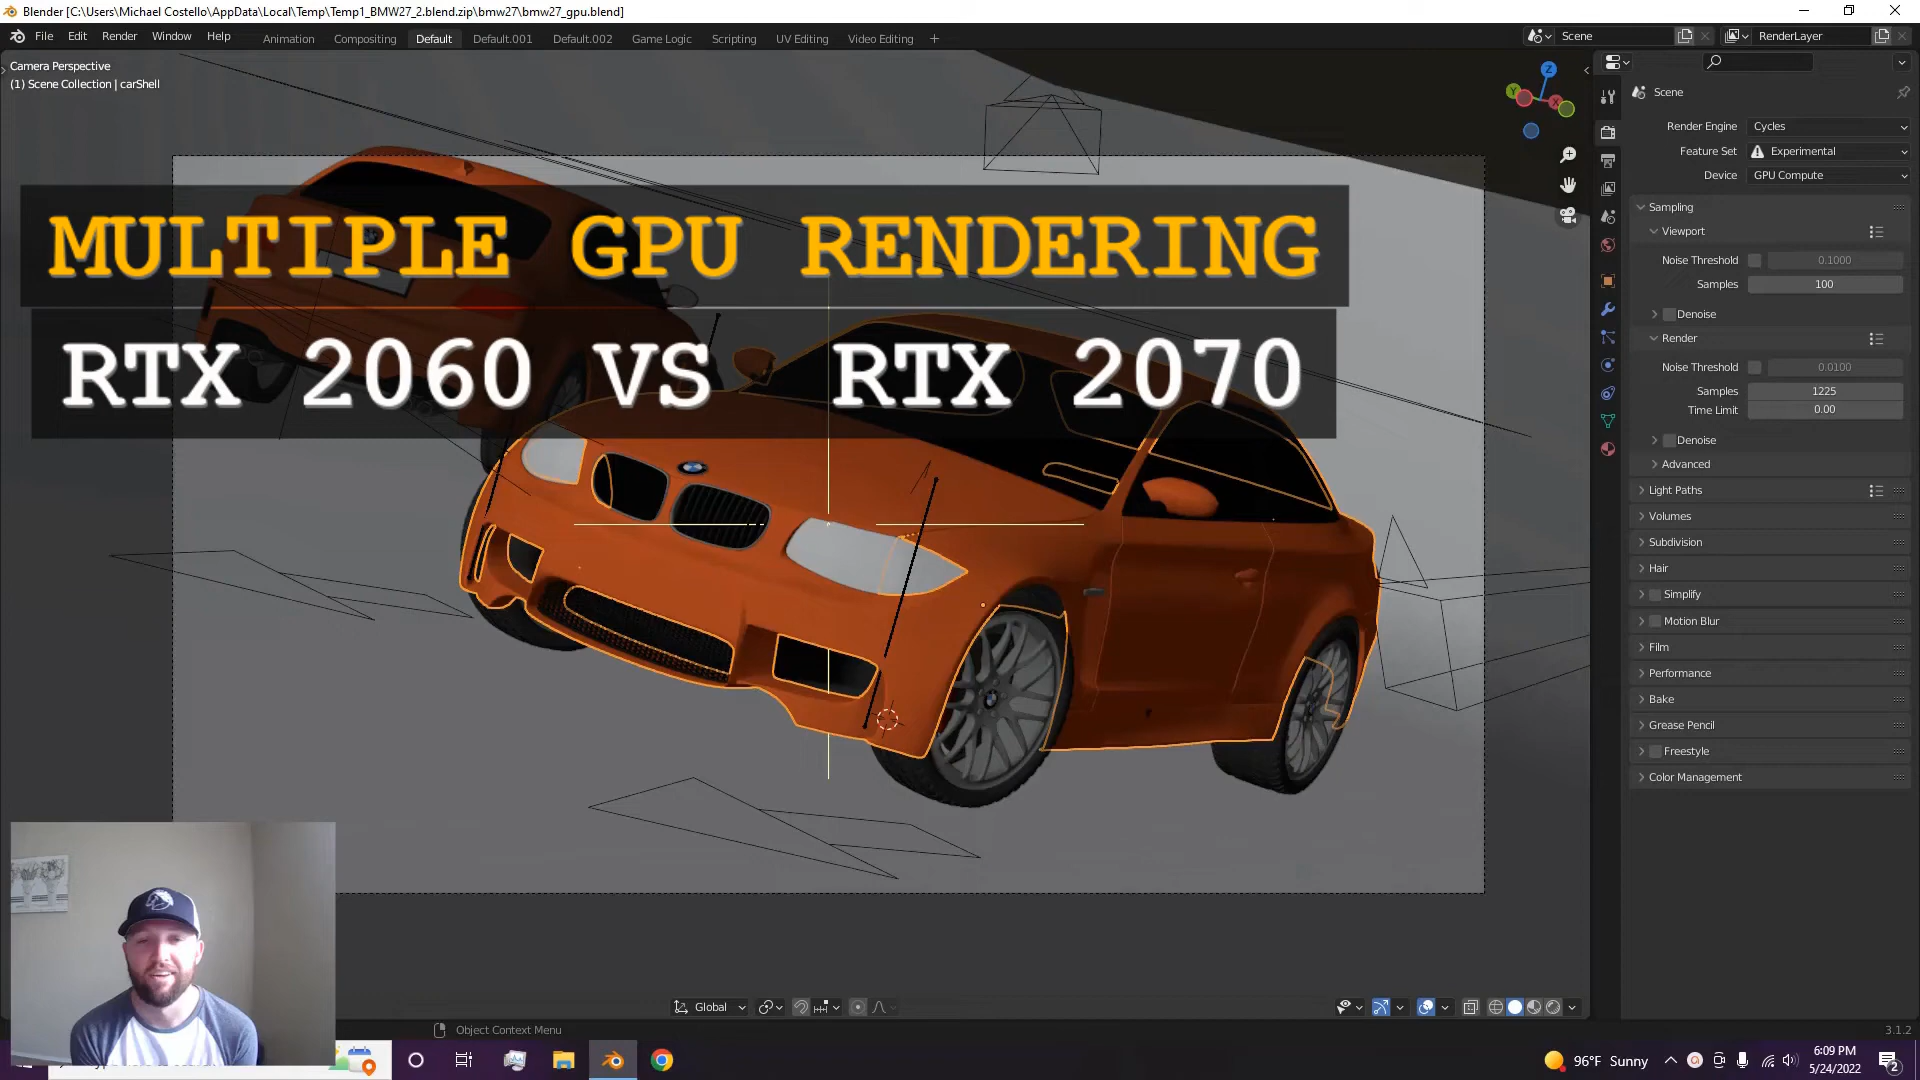 Blender [C:\Users\Michael Costello\AppData\Local\Temp\Temp1_BMW27_2.blend.zip\bmw27\bmw27_gpu.blend]
File Edit Render Window Help Animation Compositing Default Default.001 Default.002 Game Logic Scripting UV Editing Video Editing + Scene RenderLayer
Camera Perspective
(1) Scene Collection | carShell
MULTIPLE GPU RENDERING
RTX 2060 VS RTX 2070
Z
Y
X
Scene
Render Engine Cycles
Feature Set Experimental
Device GPU Compute
Sampling
Viewport
Noise Threshold 0.1000
Samples 100
Denoise
Render
Noise Threshold 0.0100
Samples 1225
Time Limit 0.00
Denoise
Advanced
Light Paths
Volumes
Subdivision
Hair
Simplify
Motion Blur
Film
Performance
Bake
Grease Pencil
Freestyle
Color Management
Global
Object Context Menu
3.1.2
96°F Sunny
6:09 PM
5/24/2022
2